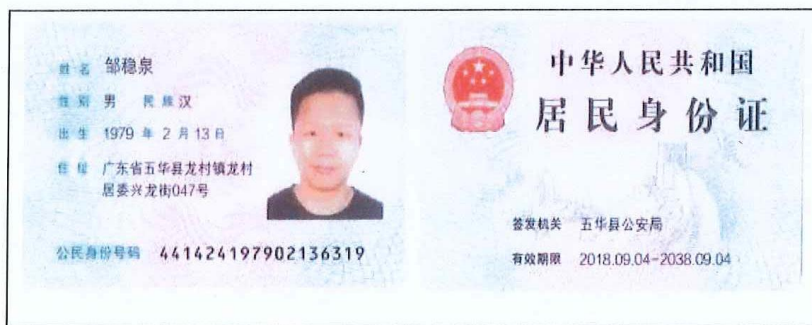 姓名 邹稳泉
性别 男 民族 汉
出生 1979 年 2 月 13 日
住址 广东省五华县龙村镇龙村
居委兴龙街047号
公民身份号码 441424197902136319
中华人民共和国
居民身份证
签发机关 五华县公安局
有效期限 2018.09.04-2038.09.04